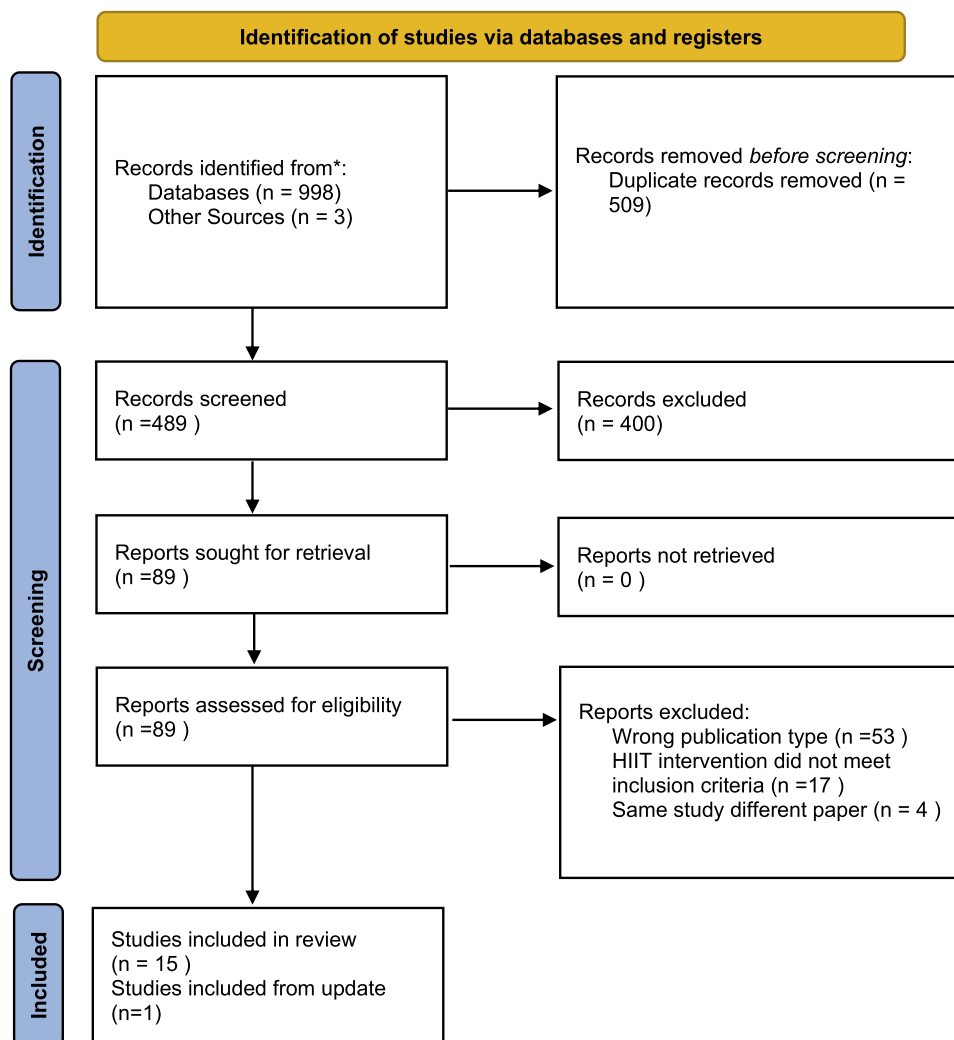 Identification of studies via databases and registers
Identification
Records identified from*:
Databases (n = 998)
Other Sources (n = 3)
Records removed before screening:
Duplicate records removed (n =
509)
Screening
Records screened
(n =489 )
Records excluded
(n = 400)
Reports sought for retrieval
(n =89 )
Reports not retrieved
(n = 0 )
Reports assessed for eligibility
(n =89 )
Reports excluded:
Wrong publication type (n =53 )
HIIT intervention did not meet
inclusion criteria (n =17 )
Same study different paper (n = 4 )
Included
Studies included in review
(n = 15 )
Studies included from update
(n=1)